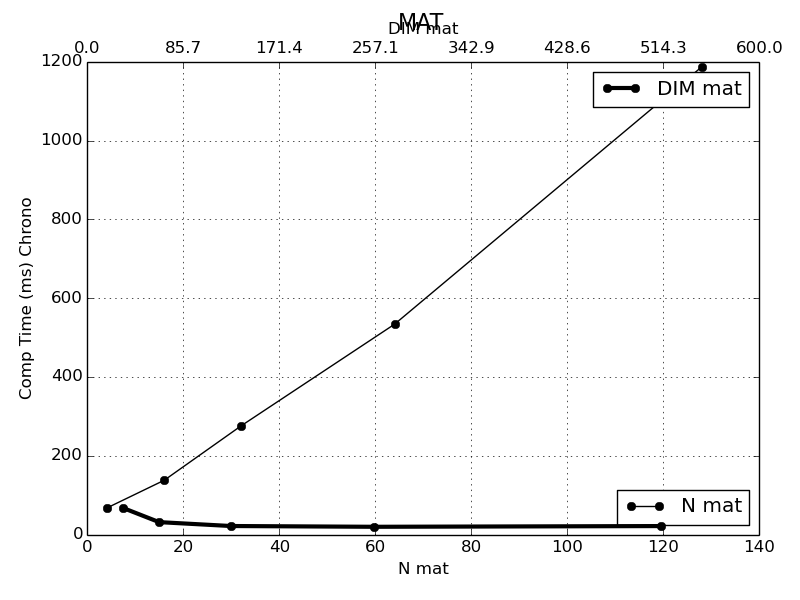 MAT
DIM mat
0.0 85.7 171.4 257.1 342.9 428.6 514.3 600.0
1200
DIM mat
1000
800
Comp Time (ms) Chrono
600
400
200
N mat
0
0 20 40 60 80 100 120 140
N mat